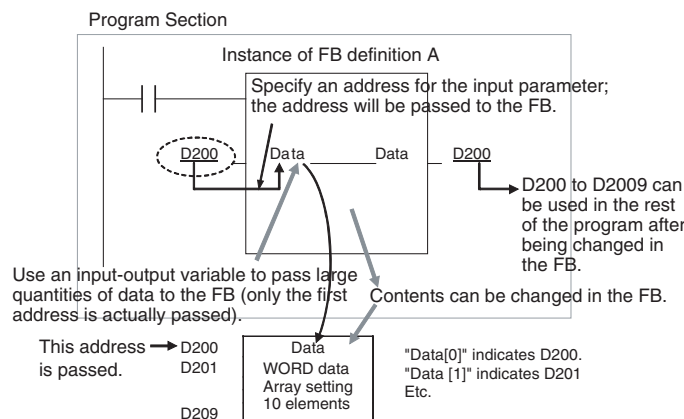 Program Section
Instance of FB definition A
Specify an address for the input parameter;
the address will be passed to the FB.
D200 Data Data D200
D200 to D2009 can
be used in the rest
of the program after
being changed in
the FB.
Use an input-output variable to pass large
quantities of data to the FB (only the first
address is actually passed).
Contents can be changed in the FB.
This address
is passed.
D200
D201
D209
Data
WORD data
Array setting
10 elements
"Data[0]" indicates D200.
"Data [1]" indicates D201
Etc.